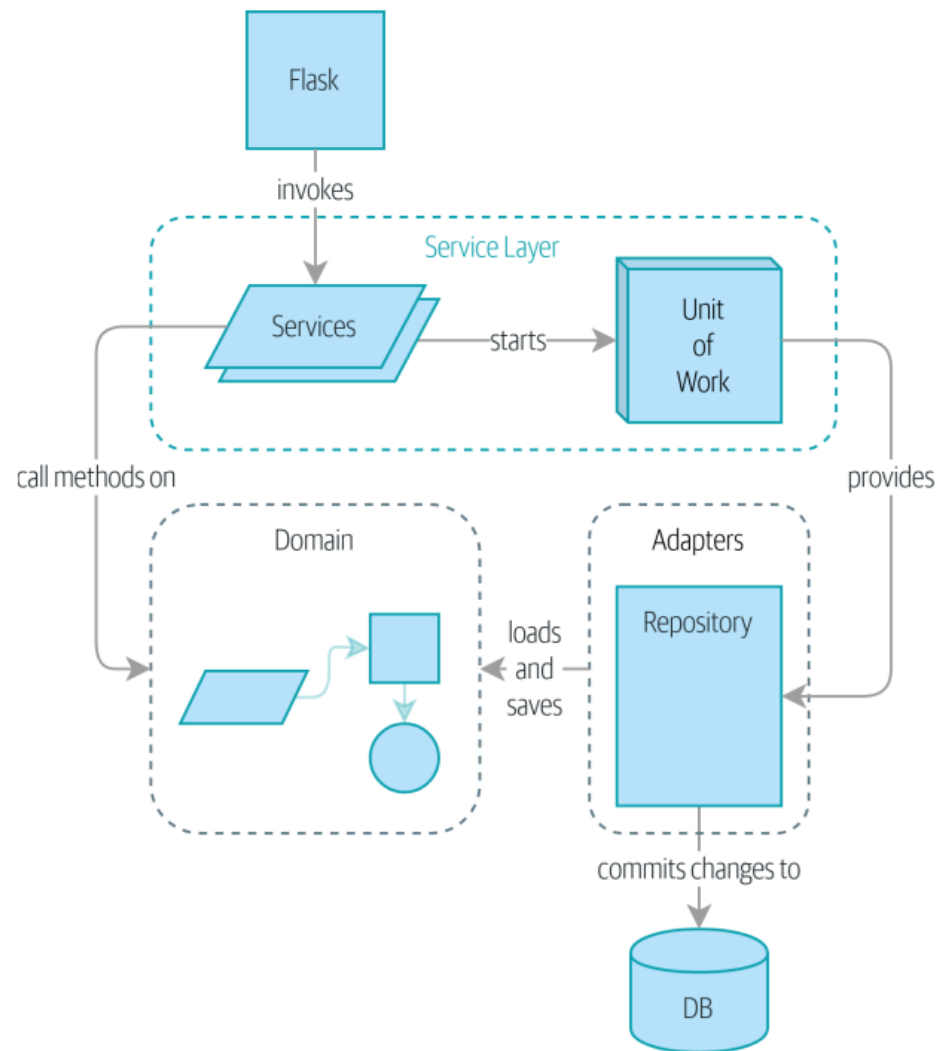 Flask
invokes
Service Layer
Services
starts
Unit
of
Work
call methods on
provides
Domain
Adapters
loads
and
saves
Repository
commits changes to
DB